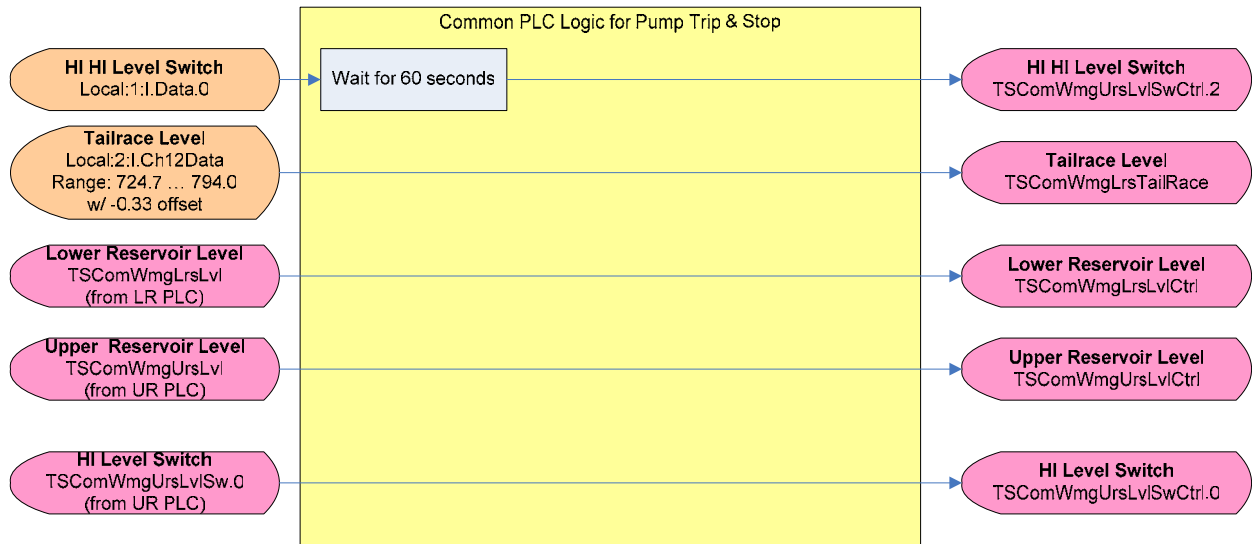 Common PLC Logic for Pump Trip & Stop
HI HI Level Switch
Local:1:I.Data.0
Wait for 60 seconds
HI HI Level Switch
TSComWmgUrsLvlSwCtrl.2
Tailrace Level
Local:2:I.Ch12Data
Range: 724.7 … 794.0
w/ -0.33 offset
Tailrace Level
TSComWmgLrsTailRace
Lower Reservoir Level
TSComWmgLrsLvl
(from LR PLC)
Lower Reservoir Level
TSComWmgLrsLvlCtrl
Upper Reservoir Level
TSComWmgUrsLvl
(from UR PLC)
Upper Reservoir Level
TSComWmgUrsLvlCtrl
HI Level Switch
TSComWmgUrsLvlSw.0
(from UR PLC)
HI Level Switch
TSComWmgUrsLvlSwCtrl.0